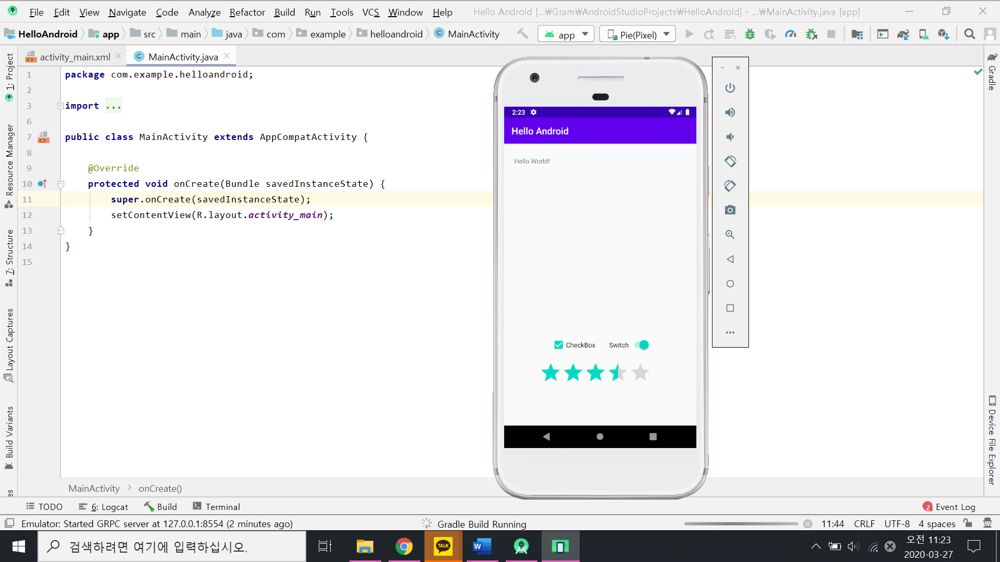 File Edit View Navigate Code Analyze Refactor Build Run Tools VCS Window Help Hello Android [...₩Gram₩AndroidStudioProjects₩HelloAndroid] - ...₩MainActivity.java [app]
HelloAndroid app src main java com example helloandroid MainActivity app Pie(Pixel)
activity_main.xml MainActivity.java
1 package com.example.helloandroid;
2
3 import ...
6
7 public class MainActivity extends AppCompatActivity {
8
9 @Override
10 protected void onCreate(Bundle savedInstanceState) {
11 super.onCreate(savedInstanceState);
12 setContentView(R.layout.activity_main);
13 }
14 }
15
1: Project
Resource Manager
7: Structure
Layout Captures
Build Variants
es
2:23
Hello Android
Hello World!
CheckBox Switch
Gradle
Device File Explorer
MainActivity onCreate()
TODO 6: Logcat Build Terminal 2 Event Log
Emulator: Started GRPC server at 127.0.0.1:8554 (2 minutes ago) Gradle Build Running 11:44 CRLF UTF-8 4 spaces
검색하려면 여기에 입력하십시오.
TALK
W
오전 11:23
2020-03-27